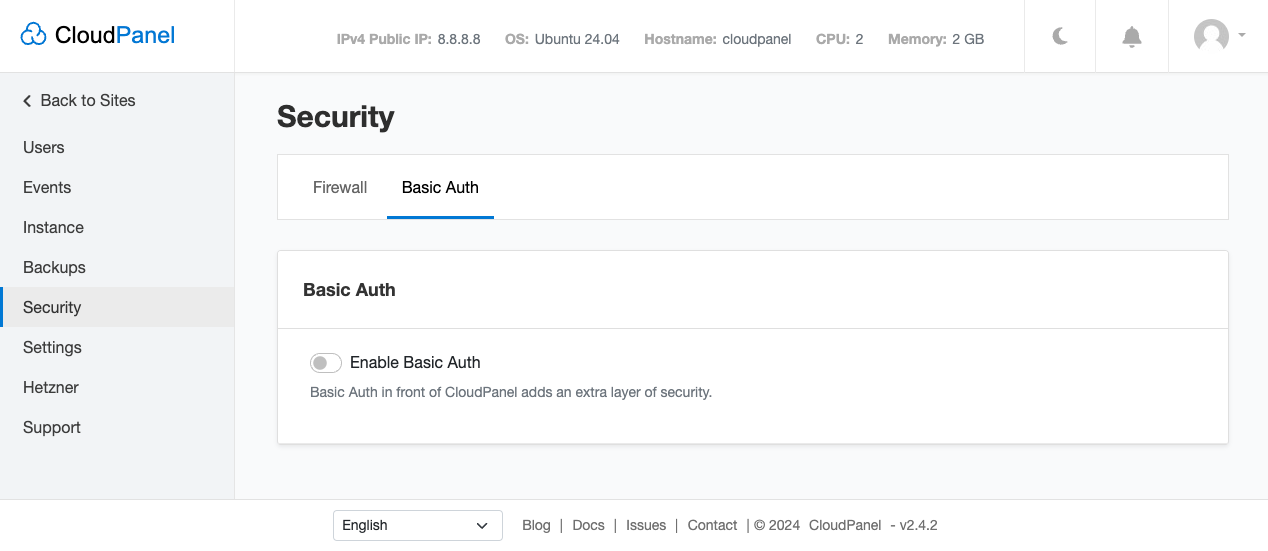 CloudPanel
IPv4 Public IP: 8.8.8.8 OS: Ubuntu 24.04 Hostname: cloudpanel CPU: 2 Memory: 2 GB
Back to Sites
Users
Events
Instance
Backups
Security
Settings
Hetzner
Support
Security
Firewall Basic Auth
Basic Auth
Enable Basic Auth
Basic Auth in front of CloudPanel adds an extra layer of security.
English Blog | Docs | Issues | Contact | © 2024 CloudPanel - v2.4.2